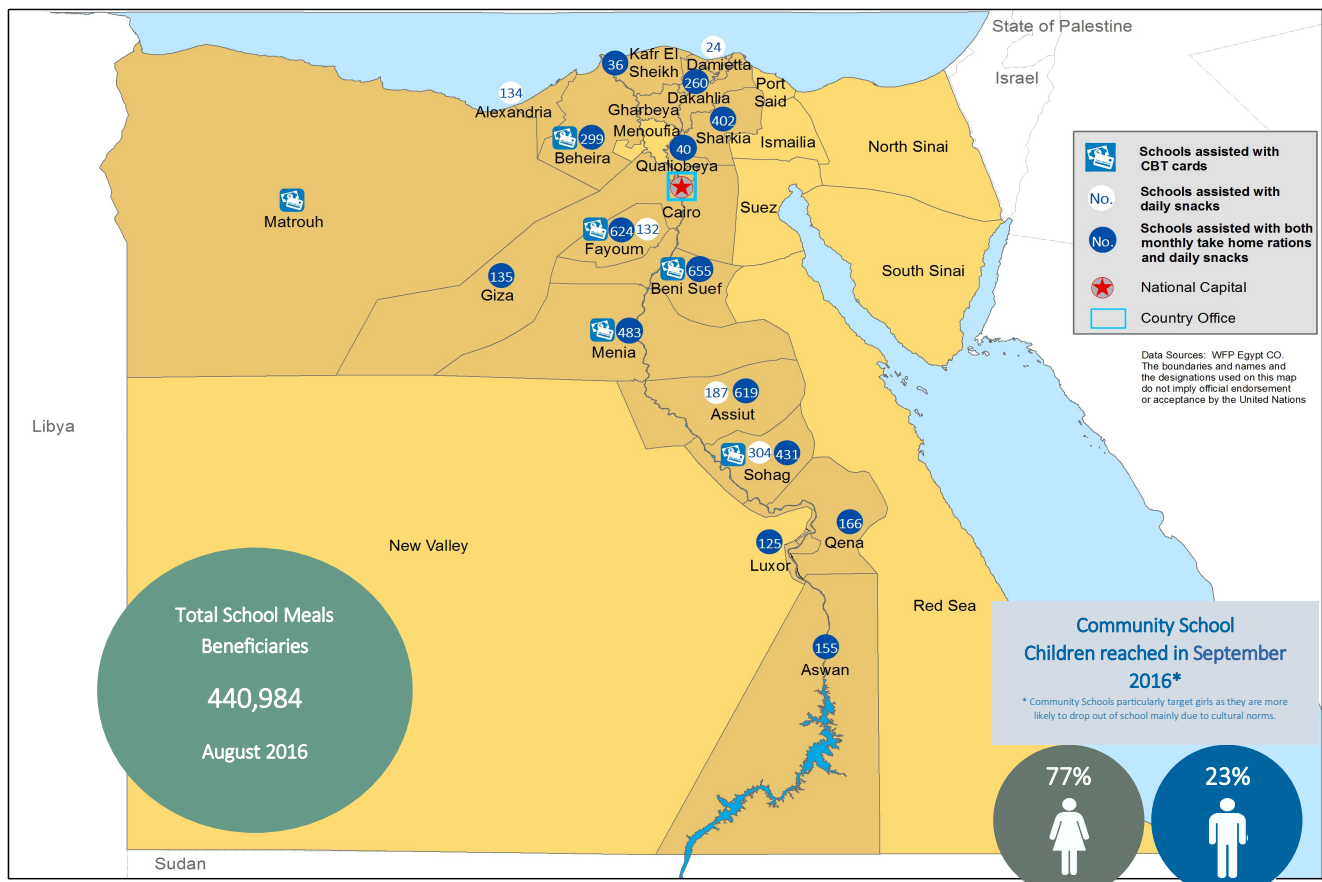 State of Palestine
Israel
24
Kafr El
Sheikh
36
Damietta
260
Dakahlia
Port
Said
134
Alexandria
Gharbeya
402
Sharkia
Menoufia
299
Beheira
Ismailia
North Sinai
40
Qualiobeya
Cairo
Suez
Matrouh
624
132
Fayoum
South Sinai
135
Giza
655
Beni Suef
483
Menia
187
619
Assiut
Libya
304
431
Sohag
166
Qena
125
Luxor
New Valley
Red Sea
155
Aswan
Sudan
Schools assisted with
CBT cards
No.
Schools assisted with
daily snacks
No.
Schools assisted with both
monthly take home rations
and daily snacks
National Capital
Country Office
Data Sources: WFP Egypt CO.
The boundaries and names and
the designations used on this map
do not imply official endorsement
or acceptance by the United Nations
Total School Meals
Beneficiaries
440,984
August 2016
Community School
Children reached in September
2016*
* Community Schools particularly target girls as they are more
likely to drop out of school mainly due to cultural norms.
77%
23%